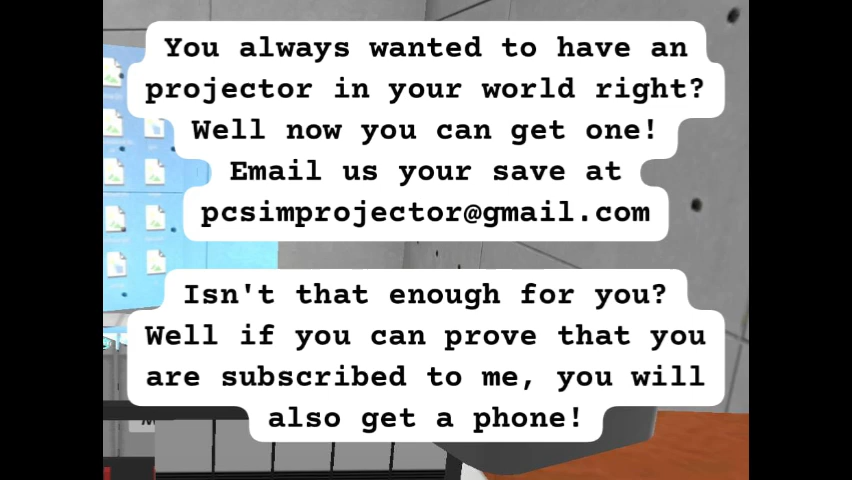 You always wanted to have an
projector in your world right?
Well now you can get one!
Email us your save at
pcsimprojector@gmail.com
Isn't that enough for you?
Well if you can prove that you
are subscribed to me, you will
also get a phone!